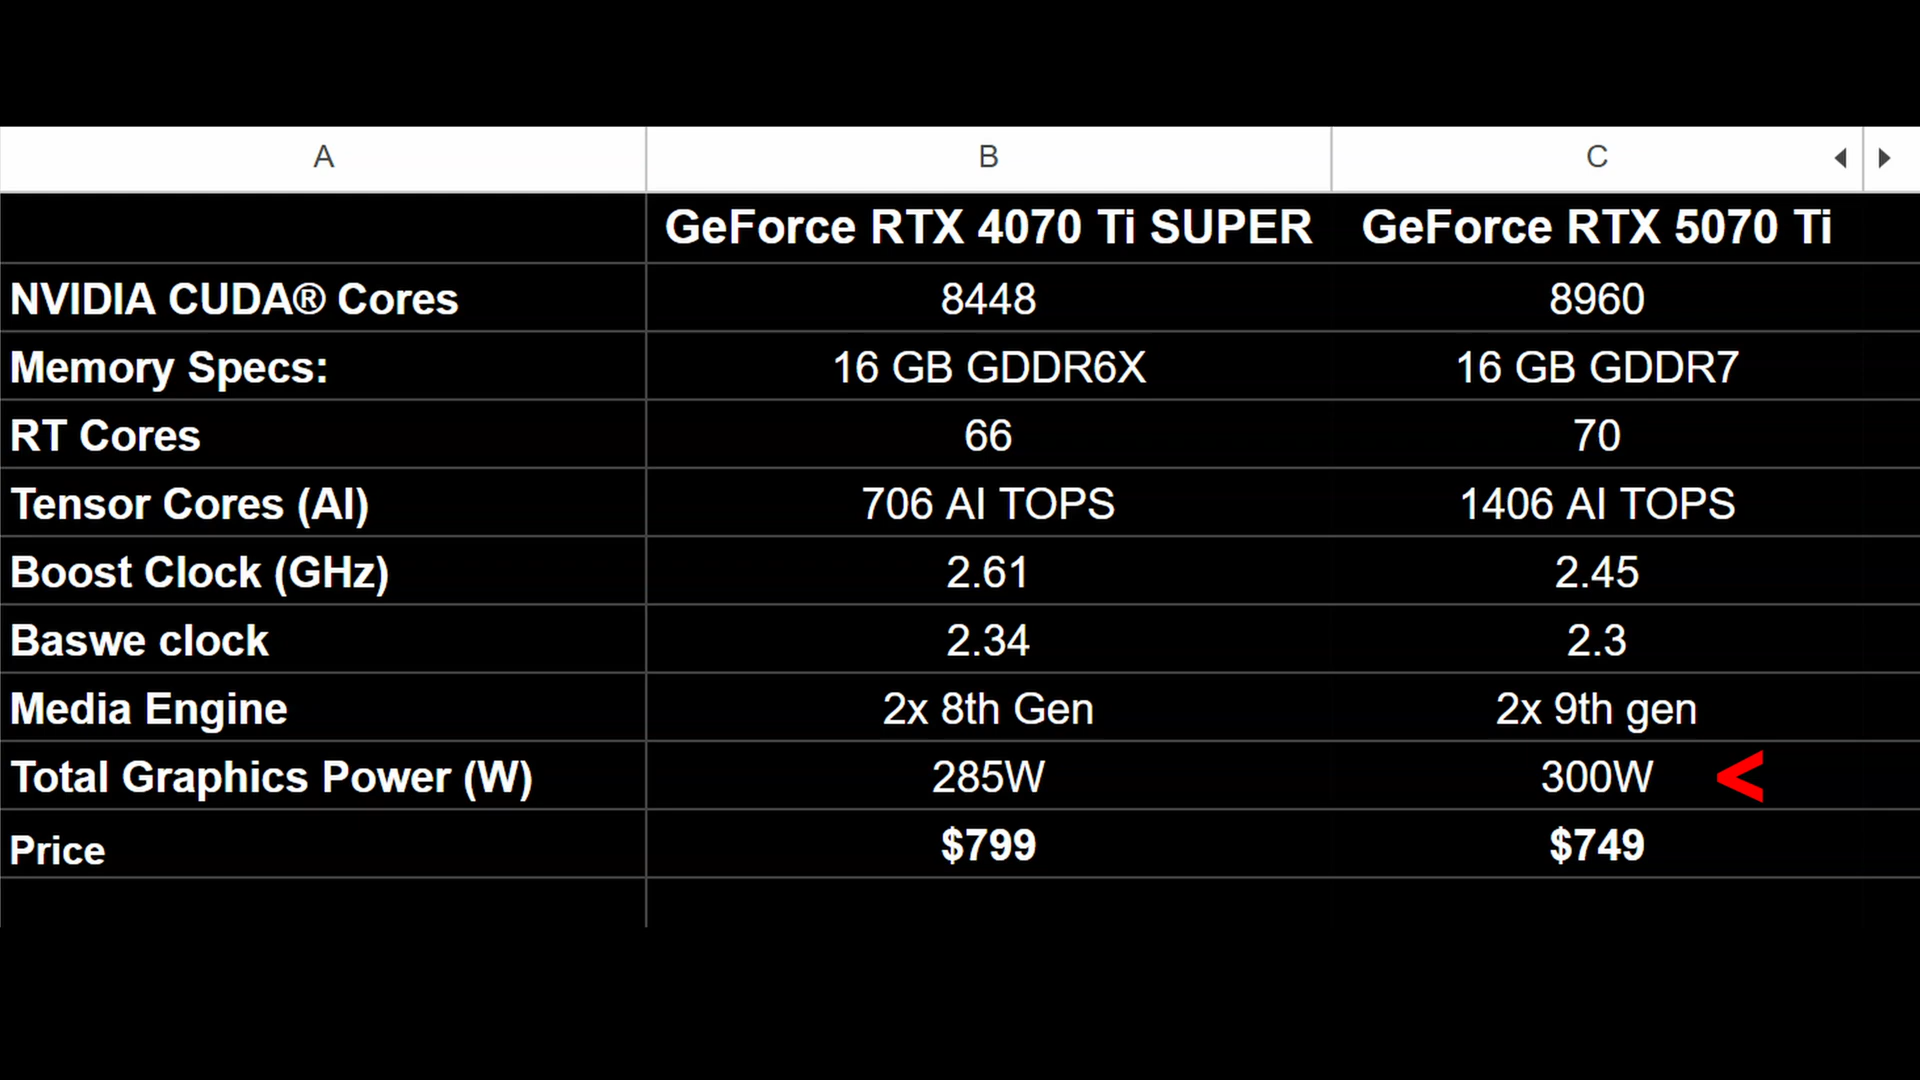 A B C
GeForce RTX 4070 Ti SUPER GeForce RTX 5070 Ti
NVIDIA CUDA® Cores 8448 8960
Memory Specs: 16 GB GDDR6X 16 GB GDDR7
RT Cores 66 70
Tensor Cores (AI) 706 AI TOPS 1406 AI TOPS
Boost Clock (GHz) 2.61 2.45
Baswe clock 2.34 2.3
Media Engine 2x 8th Gen 2x 9th gen
Total Graphics Power (W) 285W 300W <
Price $799 $749